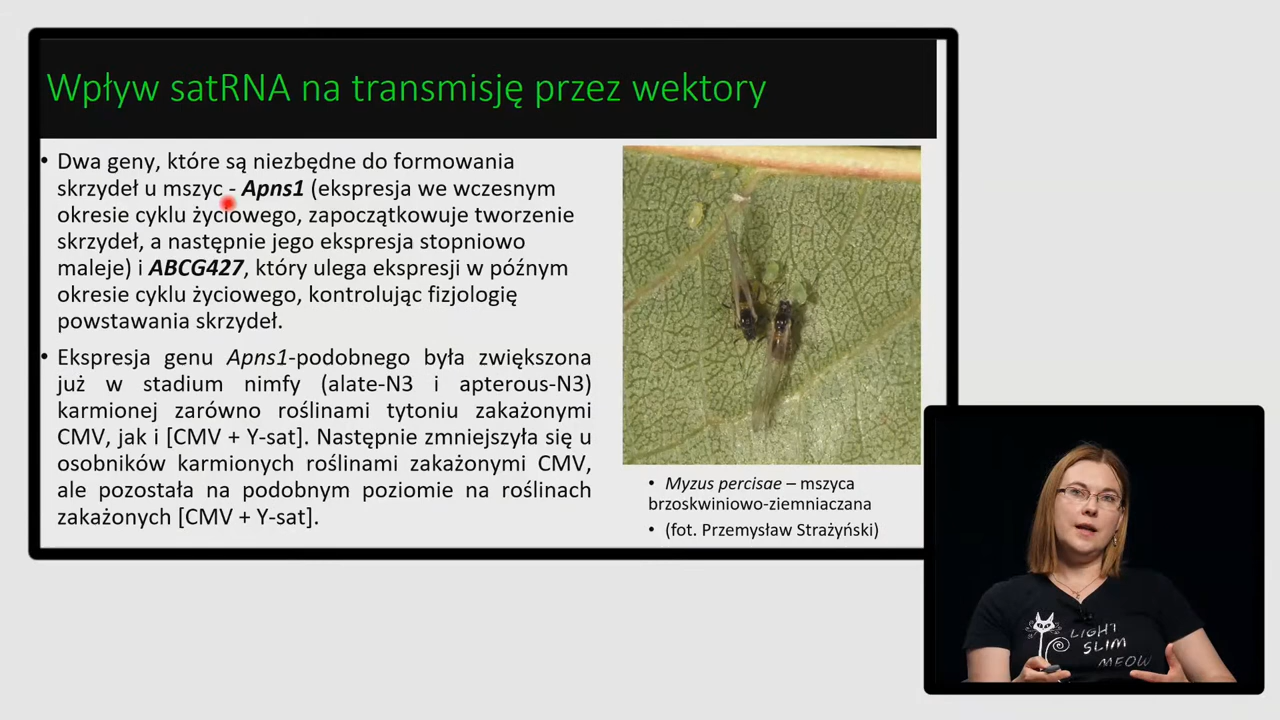 Wpływ satRNA na transmisję przez wektory
• Dwa geny, które są niezbędne do formowania
skrzydeł u mszyc - Apns1 (ekspresja we wczesnym
okresie cyklu życiowego, zapoczątkowuje tworzenie
skrzydeł, a następnie jego ekspresja stopniowo
maleje) i ABCG427, który ulega ekspresji w późnym
okresie cyklu życiowego, kontrolując fizjologię
powstawania skrzydeł.
• Ekspresja genu Apns1-podobnego była zwiększona
już w stadium nimfy (alate-N3 i apterous-N3)
karmionej zarówno roślinami tytoniu zakażonymi
CMV, jak i [CMV + Y-sat]. Następnie zmniejszyła się u
osobników karmionych roślinami zakażonymi CMV,
ale pozostała na podobnym poziomie na roślinach
zakażonych [CMV + Y-sat].
• Myzus percisae – mszyca
brzoskwiniowo-ziemniaczana
• (fot. Przemysław Strażyński)
LIGHT
SLIM
MEOW